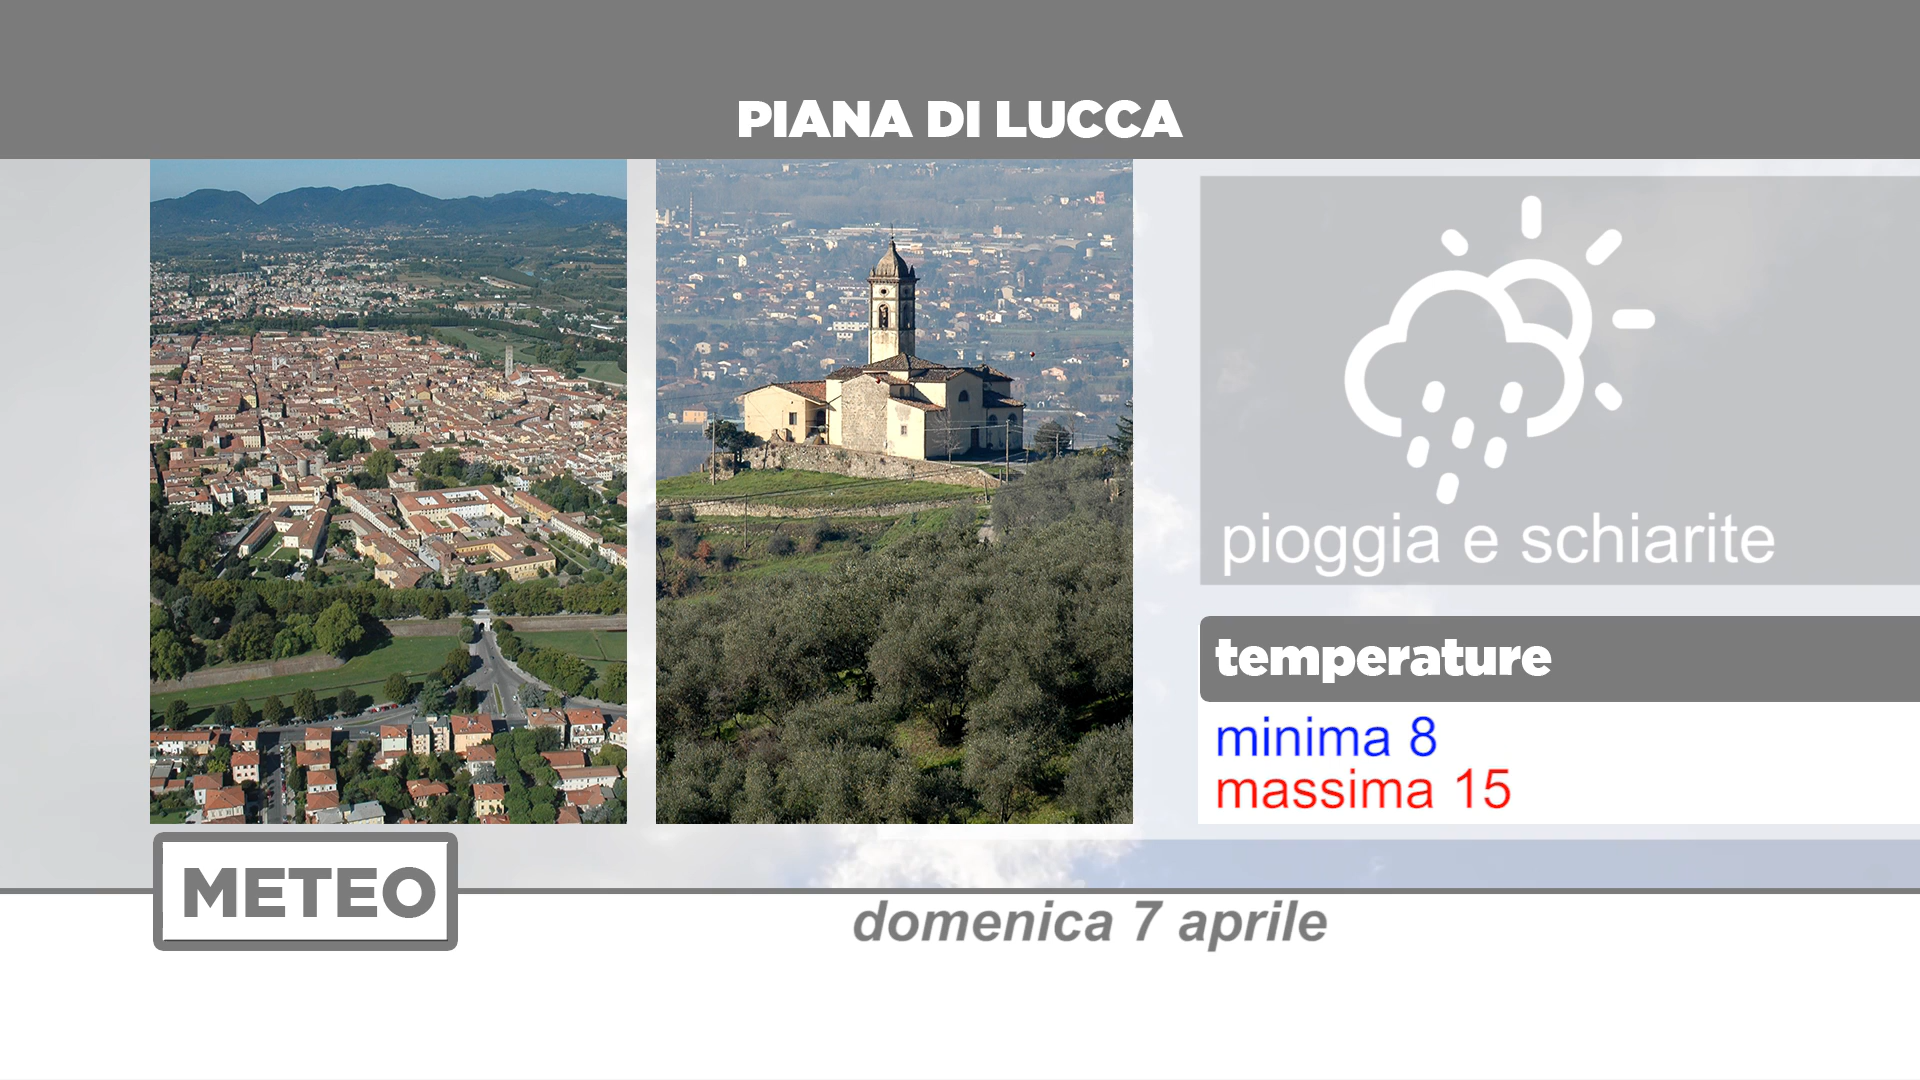 PIANA DI LUCCA
pioggia e schiarite
temperature
minima 8
massima 15
METEO
domenica 7 aprile